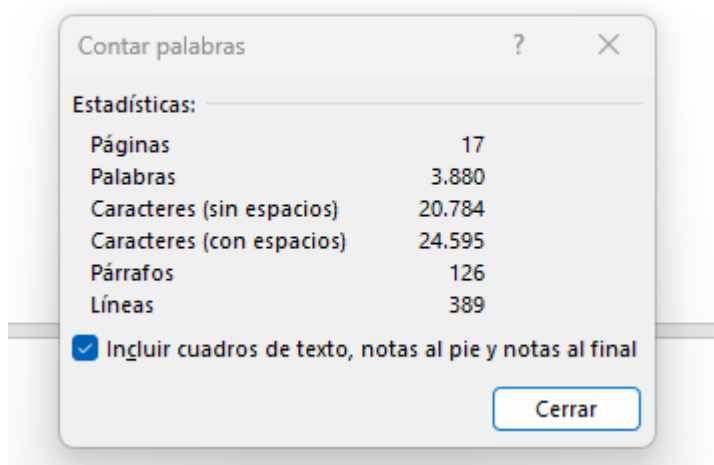 Contar palabras ?
Estadísticas:
Páginas 17
Palabras 3.880
Caracteres (sin espacios) 20.784
Caracteres (con espacios) 24.595
Párrafos 126
Líneas 389
Incluir cuadros de texto, notas al pie y notas al final
Cerrar